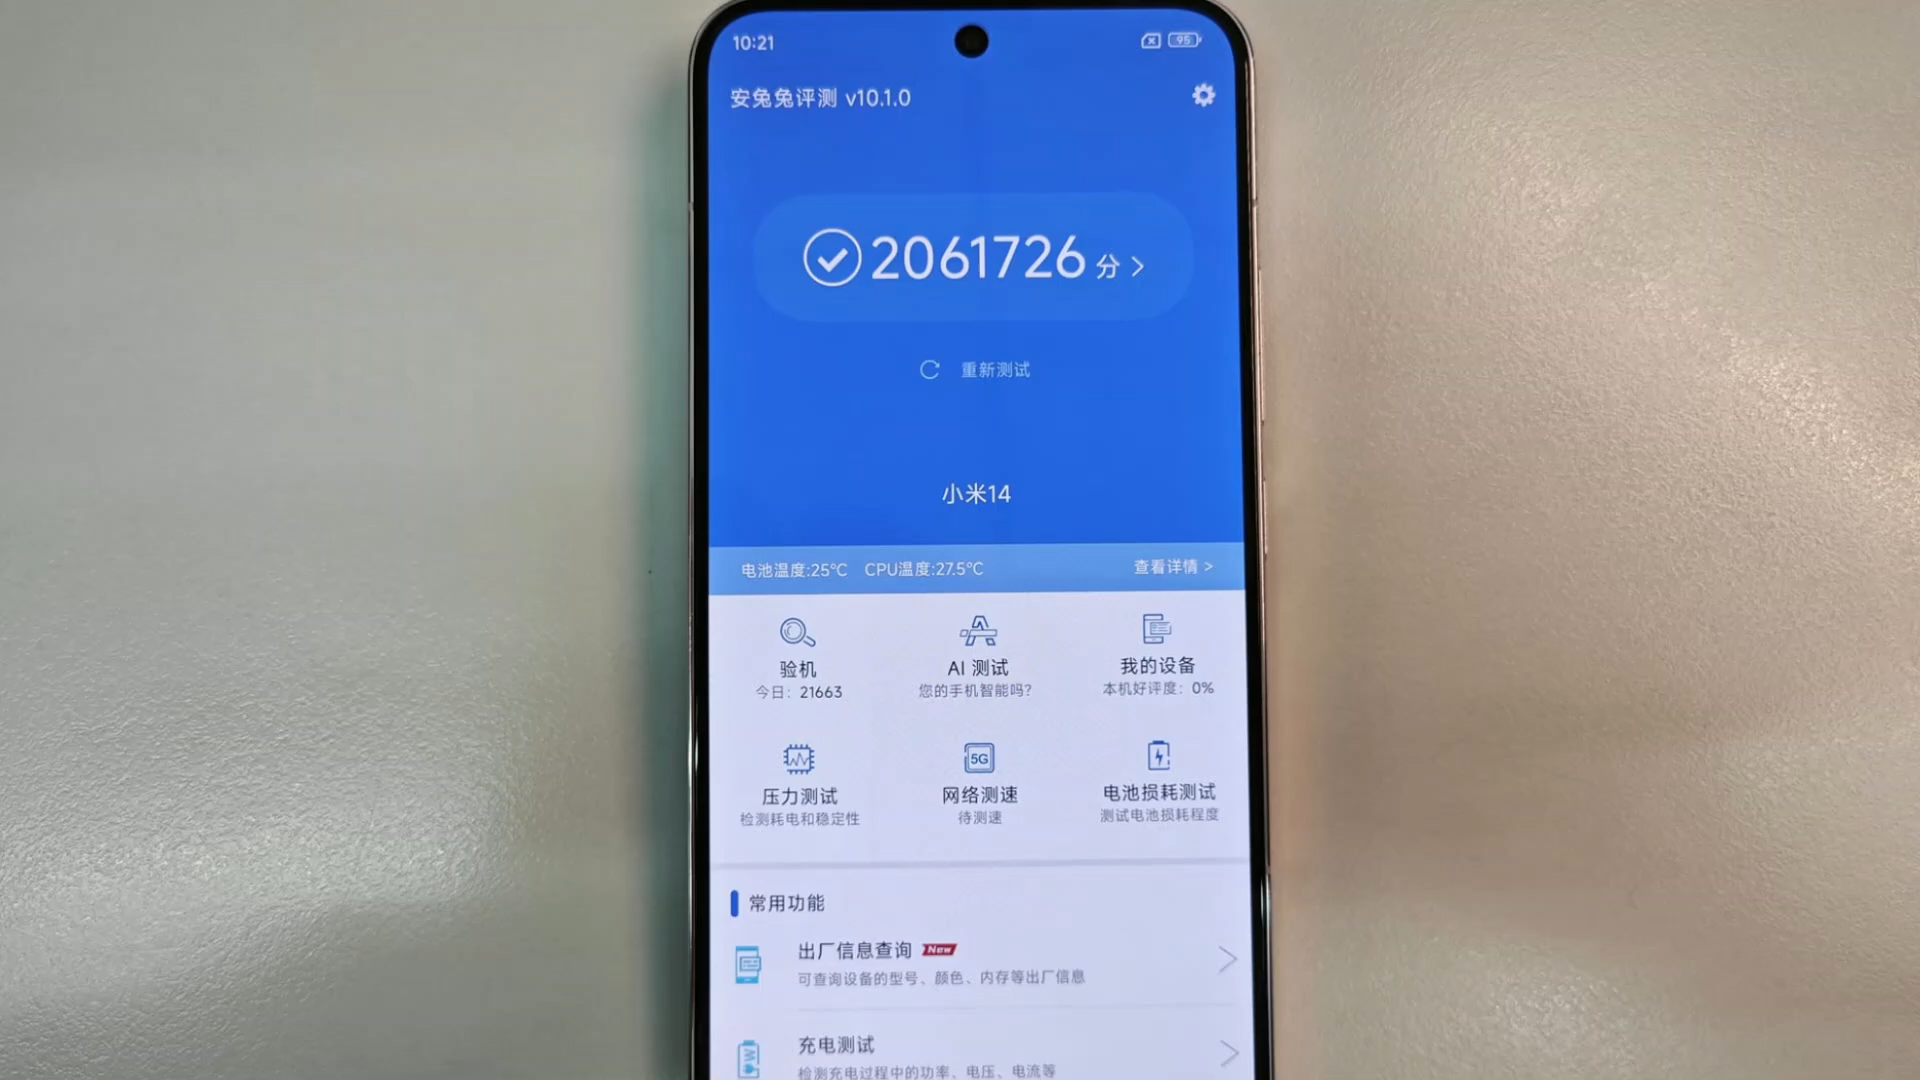 10:21
95
安兔兔评测 v10.1.0
2061726 分 >
重新测试
小米14
电池温度:25℃ CPU温度:27.5℃ 查看详情 >
验机 AI 测试 我的设备
今日：21663 您的手机智能吗？ 本机好评度：0%
5G
压力测试 网络测速 电池损耗测试
检测耗电和稳定性 待测速 测试电池损耗程度
常用功能
出厂信息查询 New
可查询设备的型号、颜色、内存等出厂信息
充电测试
检测充电过程中的功率、电压、电流等